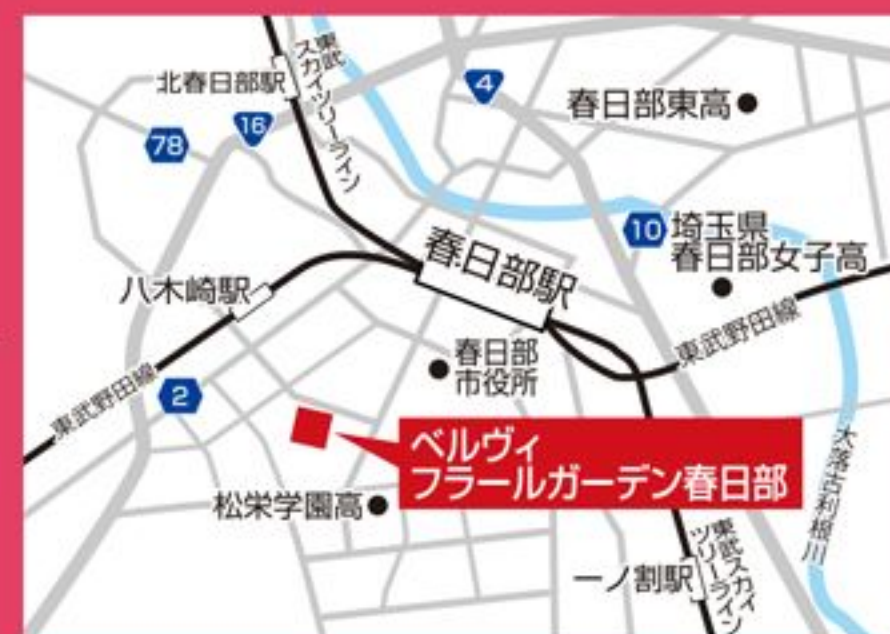 東武
スカイツリーライン
北春日部駅
4
春日部東高
16
78
10
埼玉県
春日部女子高
春日部駅
八木崎駅
東武野田線
春日部
市役所
東武野田線
2
ベルヴィ
フラールガーデン春日部
松栄学園高
大落古利根川
一ノ割駅
東武スカイ
ツリーライン